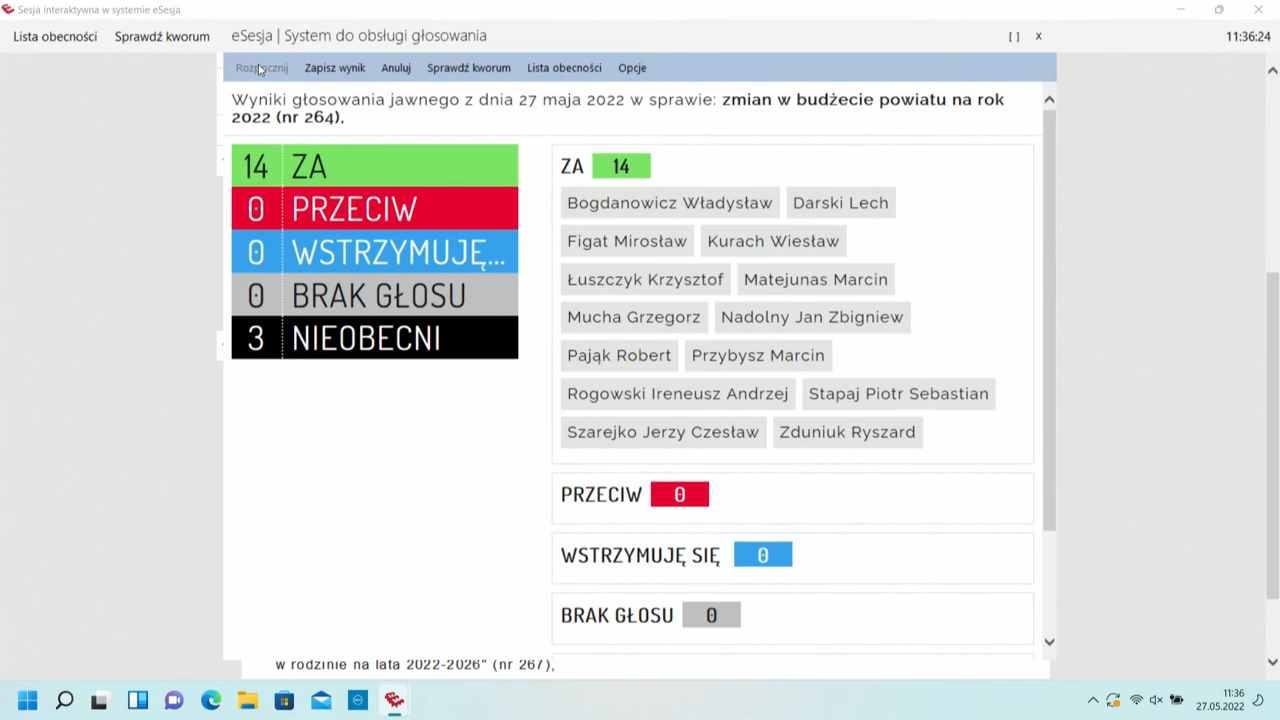 Sesja interaktywna w systemie eSesja
Lista obecności Sprawdź kworum eSesja | System do obsługi głosowania [ ] x 11:36:24
Rozpocznij Zapisz wynik Anuluj Sprawdź kworum Lista obecności Opcje
Wyniki głosowania jawnego z dnia 27 maja 2022 w sprawie: zmian w budżecie powiatu na rok
2022 (nr 264).
14 ZA
0 PRZECIW
0 WSTRZYMUJĘ...
0 BRAK GŁOSU
3 NIEOBECNI
ZA 14
Bogdanowicz Władysław Darski Lech
Figat Mirosław Kurach Wiesław
Łuszczyk Krzysztof Matejunas Marcin
Mucha Grzegorz Nadolny Jan Zbigniew
Pająk Robert Przybysz Marcin
Rogowski Ireneusz Andrzej Stapaj Piotr Sebastian
Szarejko Jerzy Czesław Zduniuk Ryszard
PRZECIW 0
WSTRZYMUJĘ SIĘ 0
BRAK GŁOSU 0
w rodzinie na lata 2022-2026" (nr 267),
11:36
27.05.2022